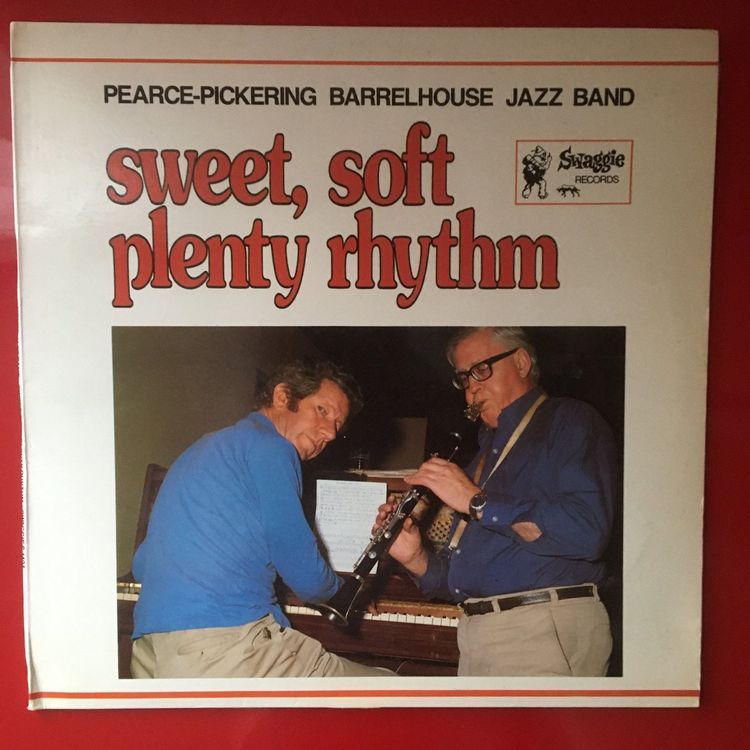 PEARCE-PICKERING BARRELHOUSE JAZZ BAND
sweet, soft
plenty rhythm
Swaggie
RECORDS